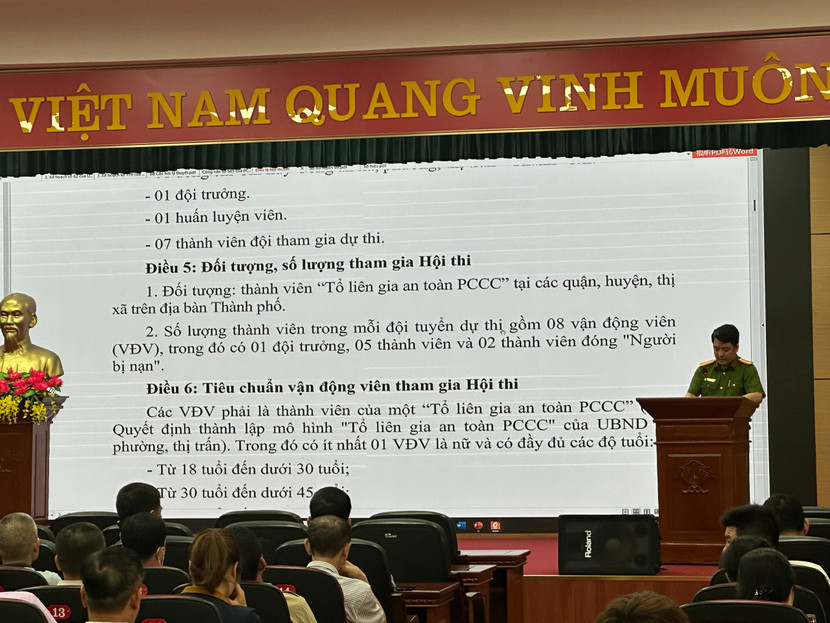 VIỆT NAM QUANG VINH MUÔN
- 01 đội trưởng.
- 01 huấn luyện viên.
- 07 thành viên đội tham gia dự thi.
Điều 5: Đối tượng, số lượng tham gia Hội thi
1. Đối tượng: thành viên “Tổ liên gia an toàn PCCC” tại các quận, huyện, thị
xã trên địa bàn Thành phố.
2. Số lượng thành viên trong mỗi đội tuyển dự thi gồm 08 vận động viên
(VĐV), trong đó có 01 đội trưởng, 05 thành viên và 02 thành viên đóng "Người
bị nạn".
Điều 6: Tiêu chuẩn vận động viên tham gia Hội thi
Các VĐV phải là thành viên của một “Tổ liên gia an toàn PCCC”
Quyết định thành lập mô hình "Tổ liên gia an toàn PCCC" của UBND
phường, thị trấn). Trong đó có ít nhất 01 VĐV là nữ và có đầy đủ các độ tuổi:
- Từ 18 tuổi đến dưới 30 tuổi;
Từ 30 tuổi đến dưới 45
Roland
13